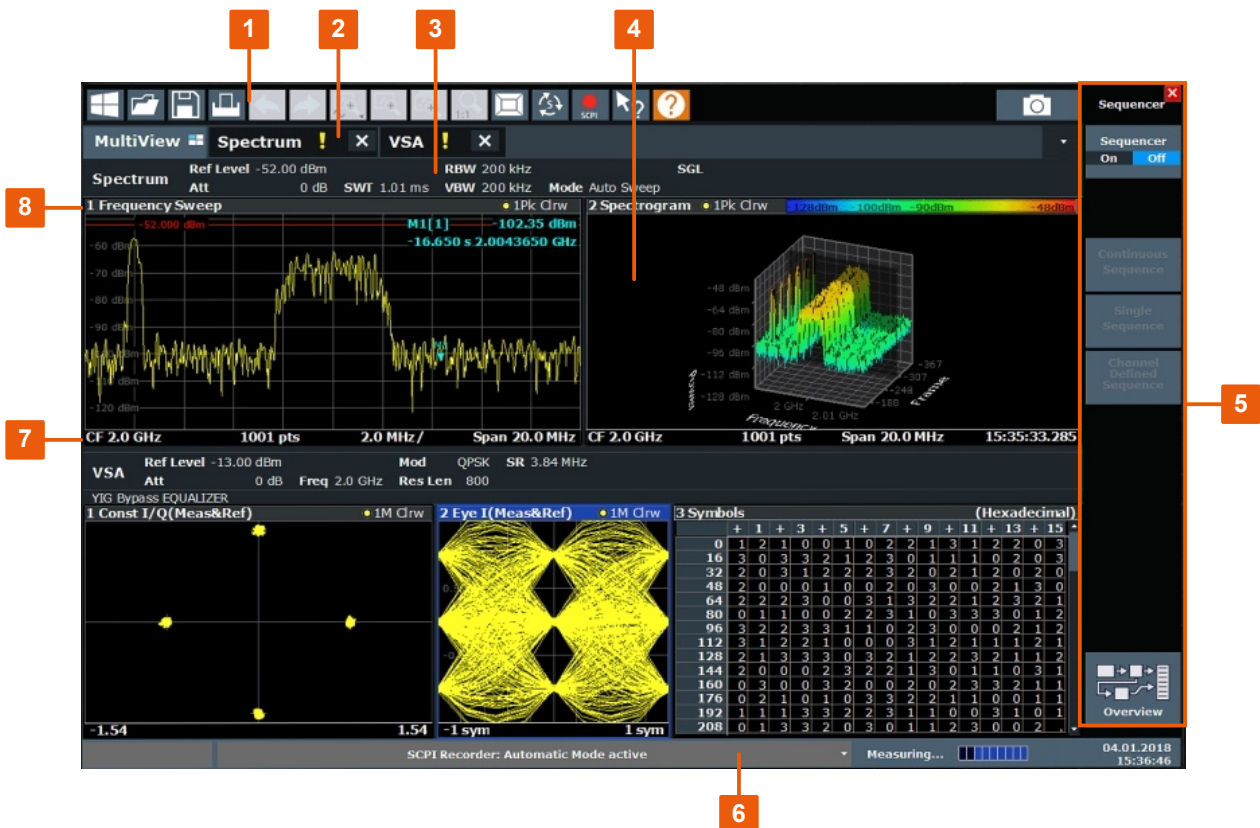 1 2 3 4
1:1 SCPI ? ?
Sequencer
MultiView Spectrum ! X VSA ! X
Sequencer
On Off
Spectrum
Ref Level -52.00 dBm RBW 200 kHz SGL
Att 0 dB SWT 1.01 ms VBW 200 kHz Mode Auto Sweep
8
1 Frequency Sweep 1Pk Clrw
-52.000 dBm
M1[1] -102.35 dBm
-16.650 s 2.0043650 GHz
-60 dBm
-70 dBm
-80 dBm
-90 dBm
-110 dBm
-120 dBm
CF 2.0 GHz 1001 pts 2.0 MHz/ Span 20.0 MHz
2 Spectrogram 1Pk Clrw -128dBm -100dBm -90dBm -48dBm
-48 dBm
-64 dBm
-80 dBm
-96 dBm
-112 dBm
-128 dBm
2 GHz
2.01 GHz
Frequency
-188
-248
-307
-367
Frame
CF 2.0 GHz 1001 pts Span 20.0 MHz 15:35:33.285
Continuous
Sequence
Single
Sequence
Channel
Defined
Sequence
5
7
VSA
Ref Level -13.00 dBm Mod QPSK SR 3.84 MHz
Att 0 dB Freq 2.0 GHz Res Len 800
YIG Bypass EQUALIZER
1 Const I/Q(Meas&Ref) 1M Clrw
-1.54 1.54
2 Eye I(Meas&Ref) 1M Clrw
-1 sym 1 sym
3 Symbols (Hexadecimal)
+ 1 + 3 + 5 + 7 + 9 + 11 + 13 + 15
0 1 2 1 0 0 1 0 2 2 1 3 1 2 2 0 3
16 3 0 3 3 2 1 2 3 0 1 1 1 0 2 0 3
32 2 0 3 1 2 2 2 3 2 0 2 1 2 0 2 0
48 2 0 0 0 1 0 0 2 0 3 0 0 2 1 3 0
64 2 2 2 3 0 0 3 1 3 2 2 1 2 3 2 1
80 0 1 1 0 0 2 2 3 1 0 3 3 3 0 1 2
96 3 2 2 3 3 1 1 0 2 3 0 0 0 2 1 2
112 3 1 2 2 1 0 0 0 3 1 2 1 1 1 2 1
128 2 1 3 3 3 0 3 2 1 2 2 3 2 1 1 2
144 2 0 0 0 2 3 2 2 1 3 0 1 1 0 3 1
160 0 3 0 0 3 2 0 0 2 0 2 3 3 2 1 1
176 0 2 1 0 1 0 3 3 2 2 1 1 0 0 1 1
192 1 1 1 3 3 2 2 3 1 1 0 0 3 1 0 1
208 0 1 3 3 2 0 3 0 1 1 2 3 0 0 2 .
Overview
SCPI Recorder: Automatic Mode active
Measuring...
04.01.2018
15:36:46
6